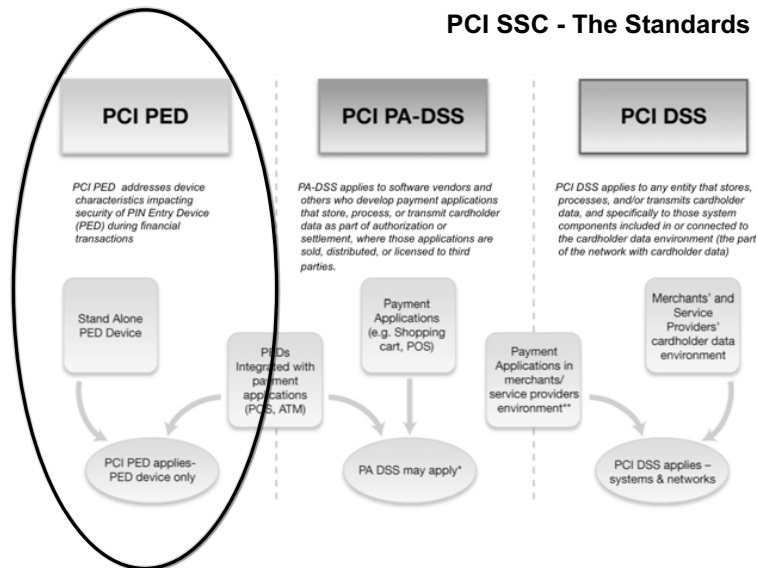 PCI SSC - The Standards
PCI PED
PCI PA-DSS
PCI DSS
PCI PED addresses device
characteristics impacting
security of PIN Entry Device
(PED) during financial
transactions
PA-DSS applies to software vendors and
others who develop payment applications
that store, process, or transmit cardholder
data as part of authorization or
settlement, where those applications are
sold, distributed, or licensed to third
parties.
PCI DSS applies to any entity that stores,
processes, and/or transmits cardholder
data, and specifically to those system
components included in or connected to
the cardholder data environment (the part
of the network with cardholder data)
Stand Alone
PED Device
PEDs
Integrated with
payment
applications
(POS, ATM)
Payment
Applications
(e.g. Shopping
cart, POS)
Payment
Applications in
merchants/
service providers
environment**
Merchants' and
Service
Providers'
cardholder data
environment
PCI PED applies-
PED device only
PA DSS may apply*
PCI DSS applies –
systems & networks